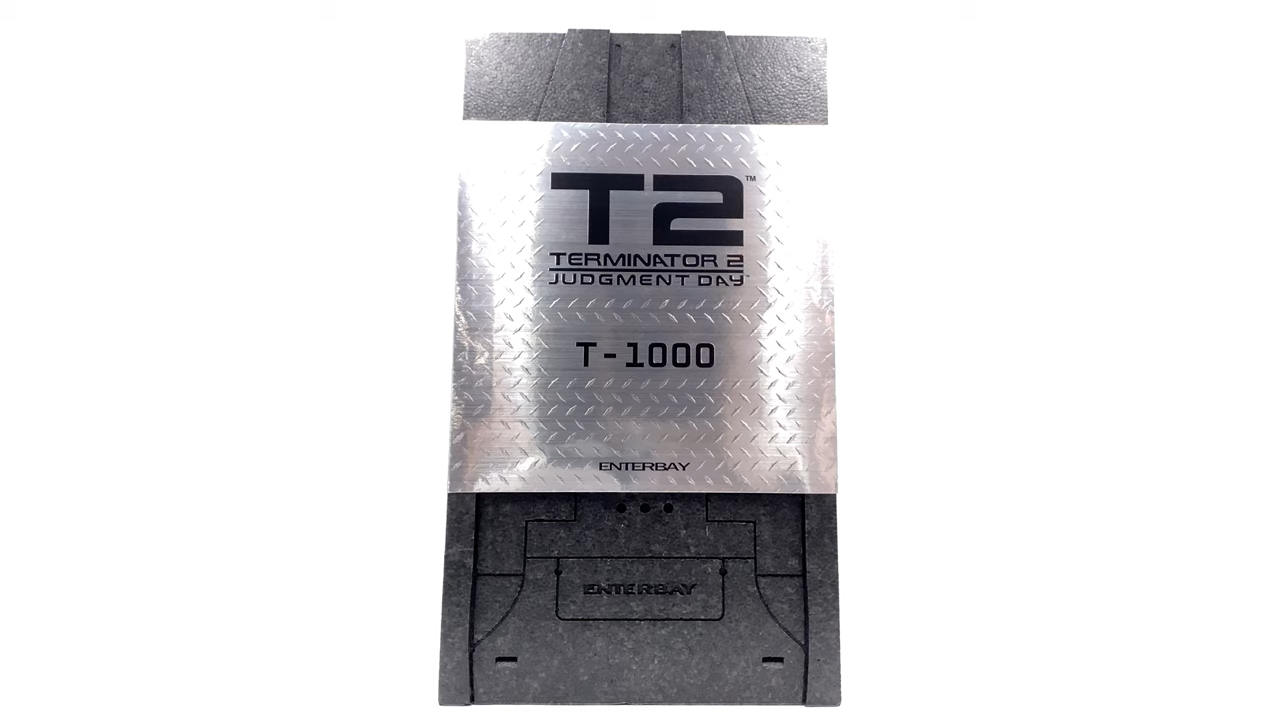 T2™
TERMINATOR 2
JUDGMENT DAY™
T-1000
ENTERBAY
ENTERBAY